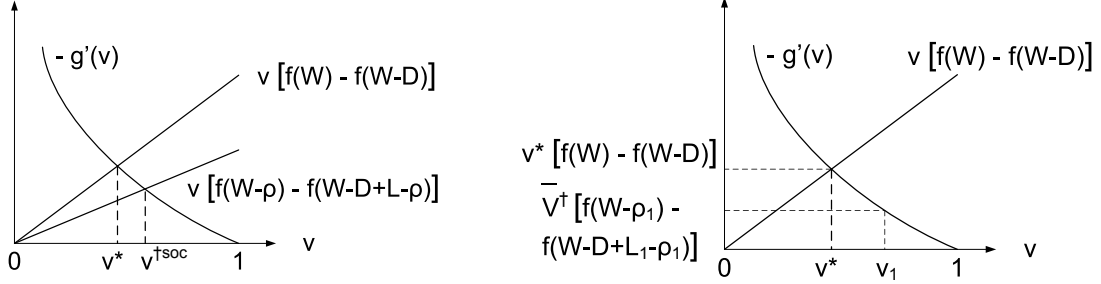 - g'(v)
v [f(W) - f(W-D)]
v [f(W-ρ) - f(W-D+L-ρ)]
0
v*
v†soc
1
v
- g'(v)
v [f(W) - f(W-D)]
v* [f(W) - f(W-D)]
V̅† [f(W-ρ1) -
f(W-D+L1-ρ1)]
0
v*
v1
1
v